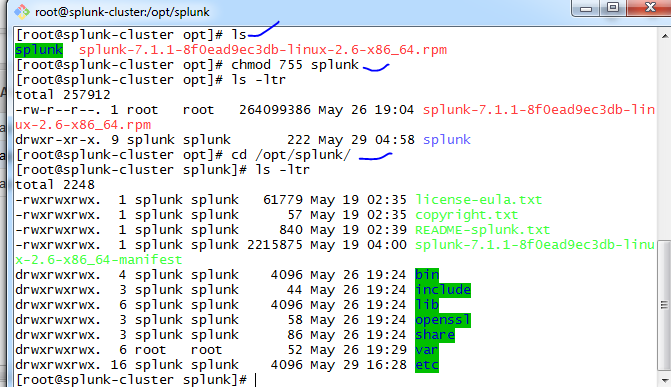 root@splunk-cluster:/opt/splunk
[root@splunk-cluster opt]# ls
splunk  splunk-7.1.1-8f0ead9ec3db-linux-2.6-x86_64.rpm
[root@splunk-cluster opt]# chmod 755 splunk
[root@splunk-cluster opt]# ls -ltr
total 257912
-rw-r--r--. 1 root   root   264099386 May 26 19:04 splunk-7.1.1-8f0ead9ec3db-lin
ux-2.6-x86_64.rpm
drwxr-xr-x. 9 splunk splunk       222 May 29 04:58 splunk
[root@splunk-cluster opt]# cd /opt/splunk/
[root@splunk-cluster splunk]# ls -ltr
total 2248
-rwxrwxrwx.  1 splunk splunk   61779 May 19 02:35 license-eula.txt
-rwxrwxrwx.  1 splunk splunk      57 May 19 02:35 copyright.txt
-rwxrwxrwx.  1 splunk splunk     840 May 19 02:39 README-splunk.txt
-rwxrwxrwx.  1 splunk splunk 2215875 May 19 04:00 splunk-7.1.1-8f0ead9ec3db-linu
x-2.6-x86_64-manifest
drwxrwxrwx.  4 splunk splunk    4096 May 26 19:24 bin
drwxrwxrwx.  3 splunk splunk      44 May 26 19:24 include
drwxrwxrwx.  6 splunk splunk    4096 May 26 19:24 lib
drwxrwxrwx.  3 splunk splunk      58 May 26 19:24 openssl
drwxrwxrwx.  3 splunk splunk      86 May 26 19:24 share
drwxrwxrwx.  6 root   root        52 May 26 19:29 var
drwxrwxrwx. 16 splunk splunk    4096 May 29 16:28 etc
[root@splunk-cluster splunk]#